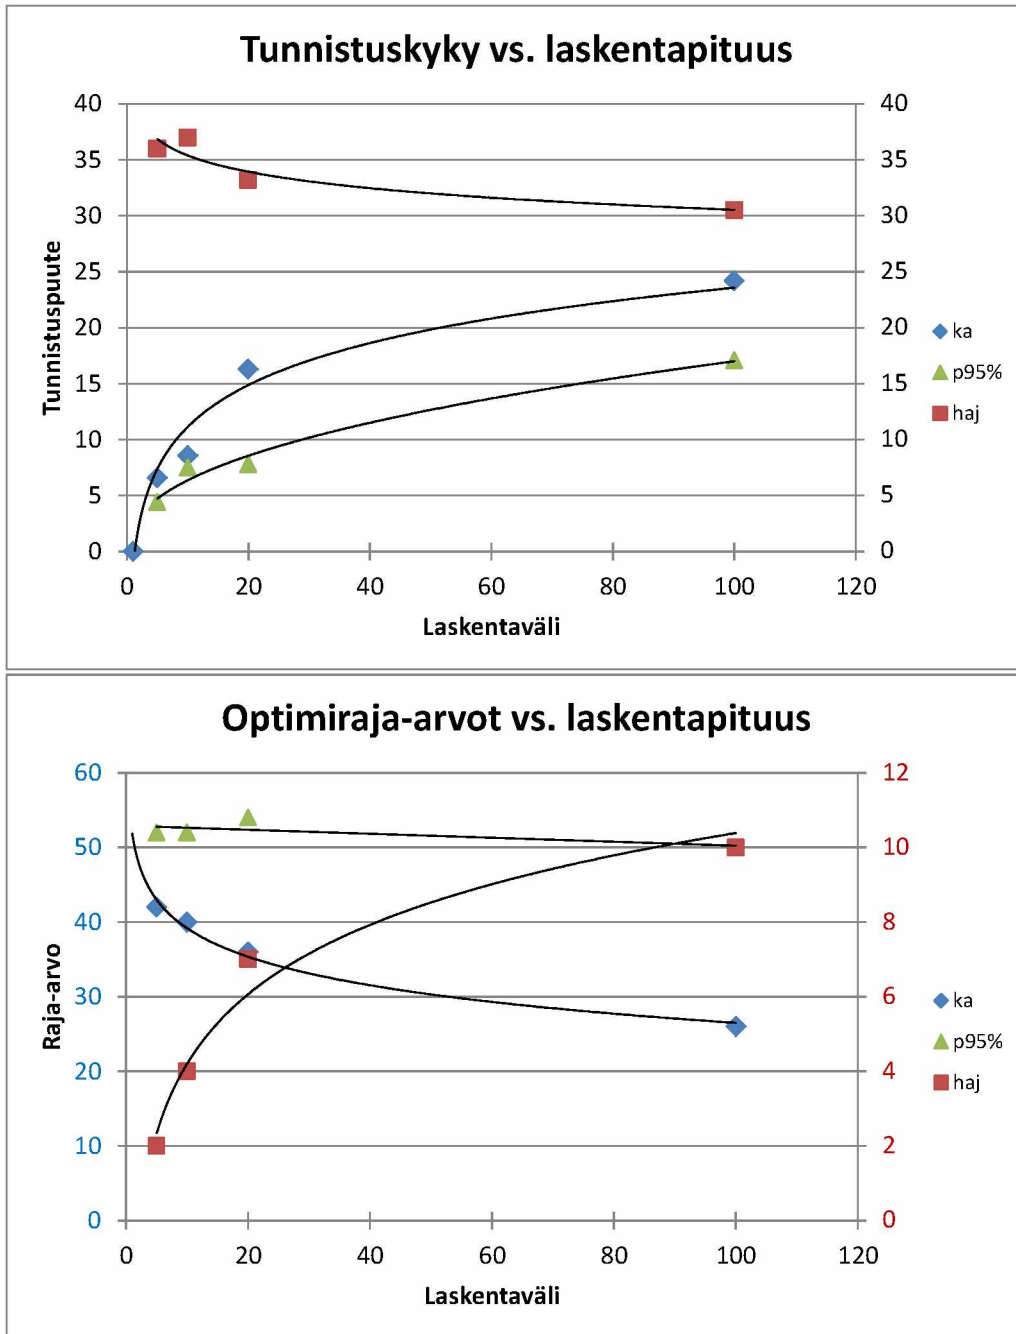 Tunnistuskyky vs. laskentapituus
40 40
35 35
30 30
25 25
20 20
15 15
10 10
5 5
0 0
0 20 40 60 80 100 120
Tunnistuspuute
Laskentaväli
ka
p95%
haj
Optimiraja-arvot vs. laskentapituus
60 12
50 10
40 8
30 6
20 4
10 2
0 0
0 20 40 60 80 100 120
Raja-arvo
Laskentaväli
ka
p95%
haj